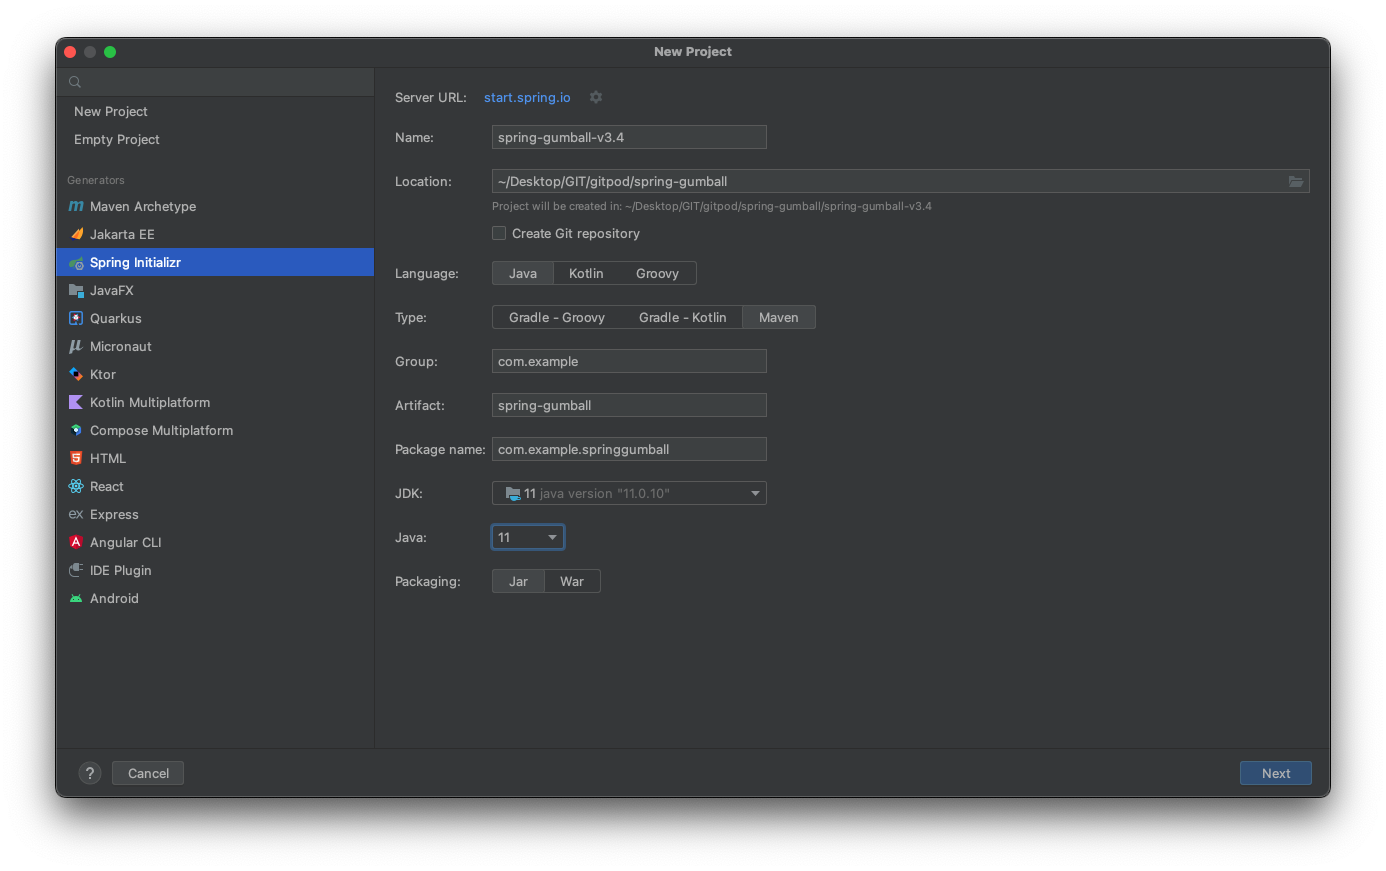 New Project
New Project
Empty Project
Generators
Maven Archetype
Jakarta EE
Spring Initializr
JavaFX
Quarkus
Micronaut
Ktor
Kotlin Multiplatform
Compose Multiplatform
HTML
React
Express
Angular CLI
IDE Plugin
Android
Server URL: start.spring.io
Name: spring-gumball-v3.4
Location: ~/Desktop/GIT/gitpod/spring-gumball
Project will be created in: ~/Desktop/GIT/gitpod/spring-gumball/spring-gumball-v3.4
Create Git repository
Language: Java Kotlin Groovy
Type: Gradle - Groovy Gradle - Kotlin Maven
Group: com.example
Artifact: spring-gumball
Package name: com.example.springgumball
JDK: 11 java version "11.0.10"
Java: 11
Packaging: Jar War
? Cancel Next